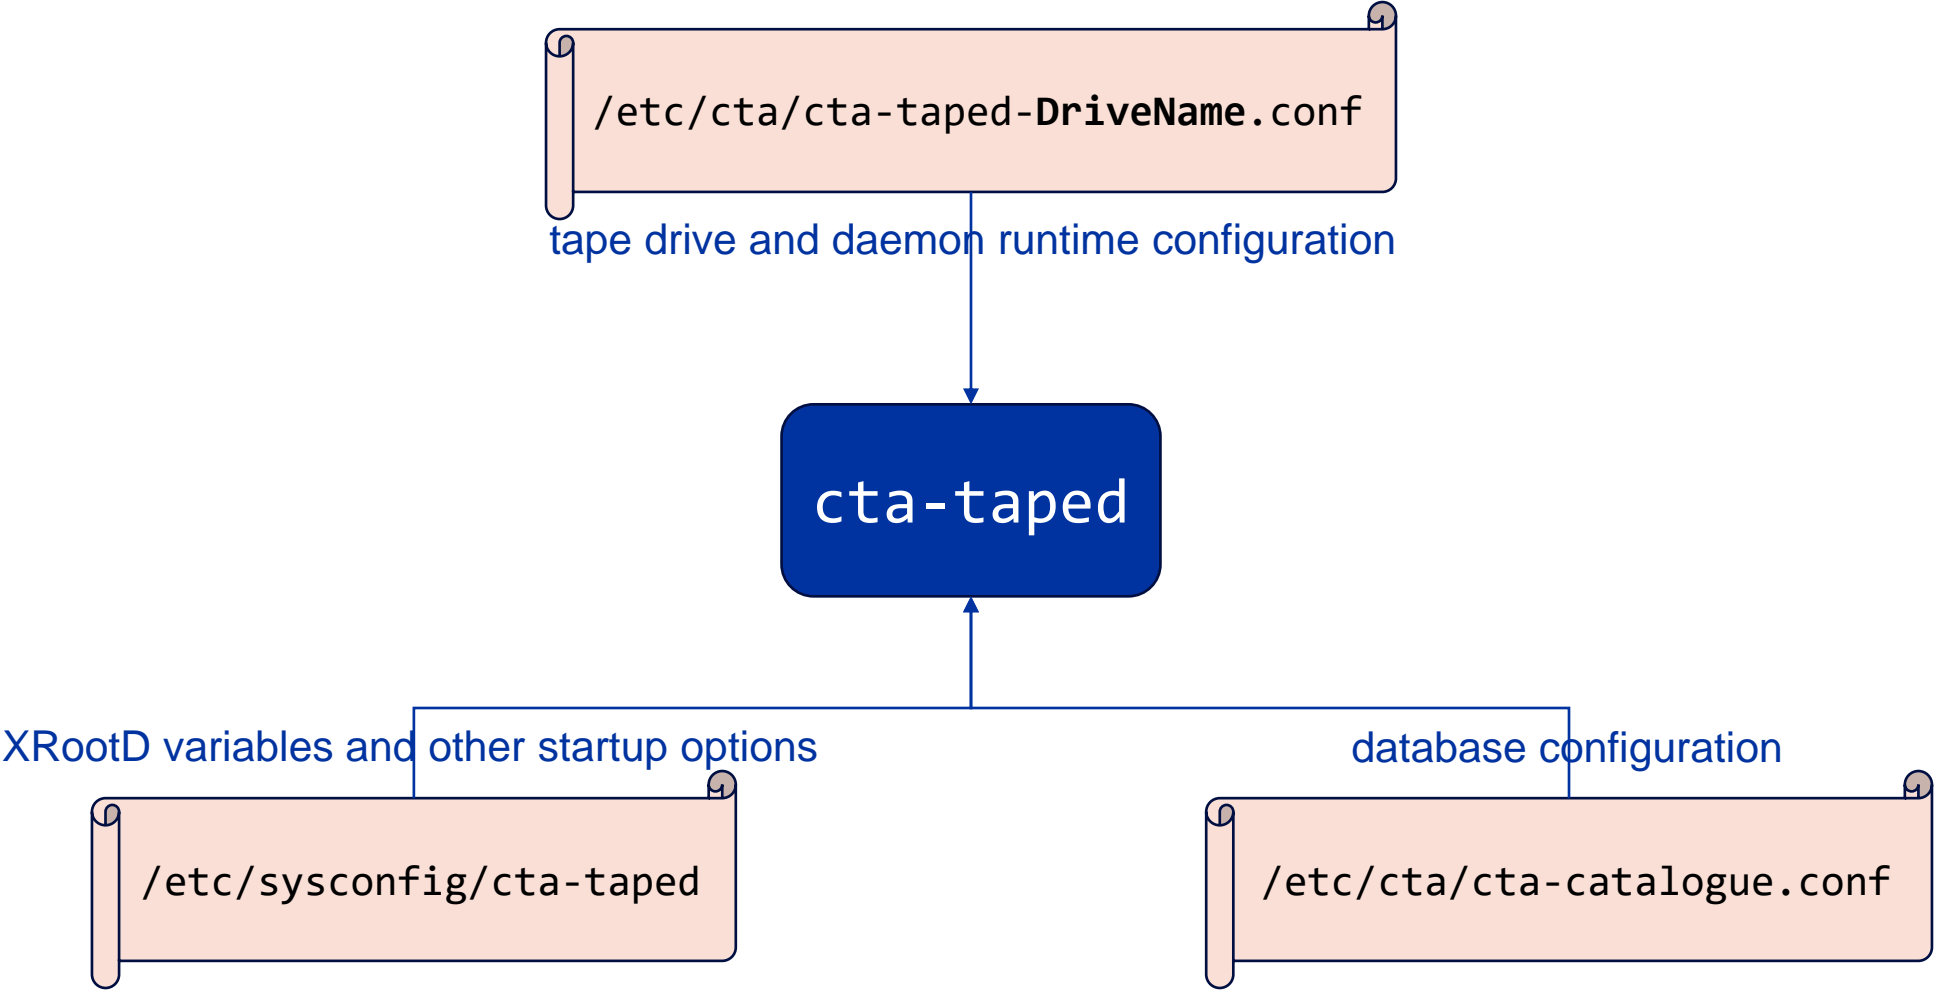 /etc/cta/cta-taped-DriveName.conf
tape drive and daemon runtime configuration
cta-taped
XRootD variables and other startup options
database configuration
/etc/sysconfig/cta-taped
/etc/cta/cta-catalogue.conf